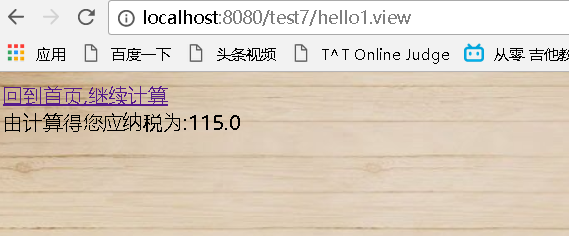 localhost:8080/test7/hello1.view
应用 百度一下 头条视频 T^T Online Judge 从零·吉他教
回到首页,继续计算
由计算得您应纳税为:115.0